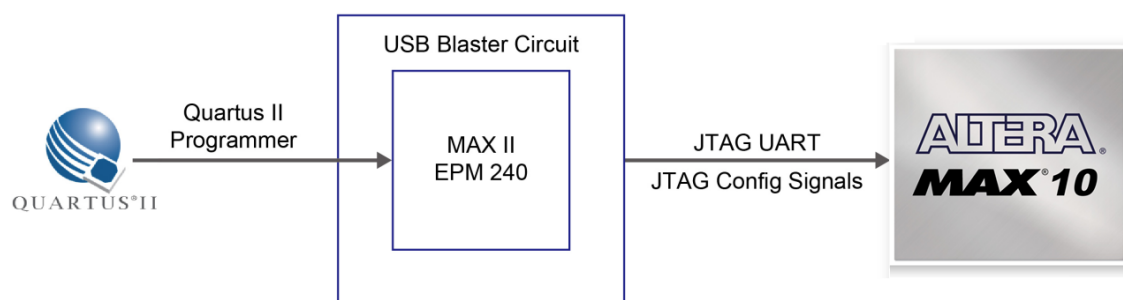 USB Blaster Circuit
Quartus II
Programmer
QUARTUS®II
MAX II
EPM 240
JTAG UART
JTAG Config Signals
ALTERA®
MAX®10